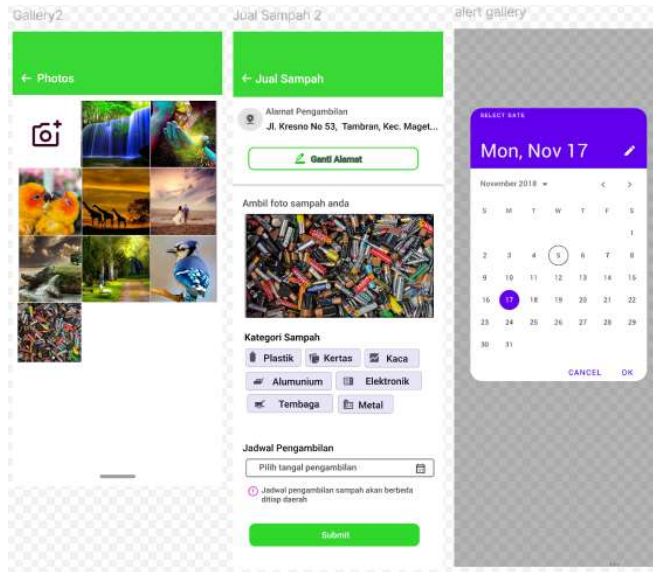 Gallery2
← Photos
Jual Sampah 2
← Jual Sampah
Alamat Pengambilan
Jl. Kresno No 53, Tambran, Kec. Maget...
Ganti Alamat
Ambil foto sampah anda
Kategori Sampah
Plastik Kertas Kaca
Alumunium Elektronik
Tembaga Metal
Jadwal Pengambilan
Pilih tangal pengambilan
Jadwal pengambilan sampah akan berbeda
ditiap daerah
Submit
alert gallery
SELECT DATE
Mon, Nov 17
November 2018
S M T W T F S
1
2 3 4 5 6 7 8
9 10 11 12 13 14 15
16 17 18 19 20 21 22
23 24 25 26 27 28 29
30 31
CANCEL OK